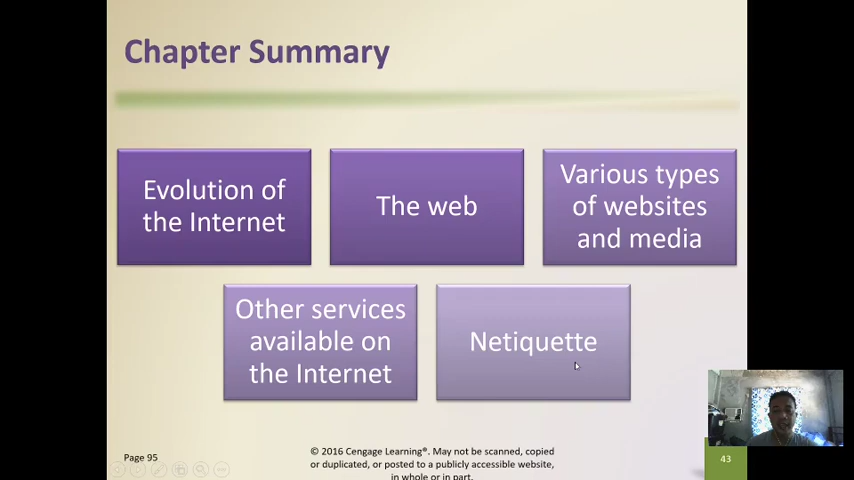 Chapter Summary
Evolution of
the Internet
The web
Various types
of websites
and media
Other services
available on
the Internet
Netiquette
Page 95
© 2016 Cengage Learning®. May not be scanned, copied
or duplicated, or posted to a publicly accessible website,
in whole or in part.
43